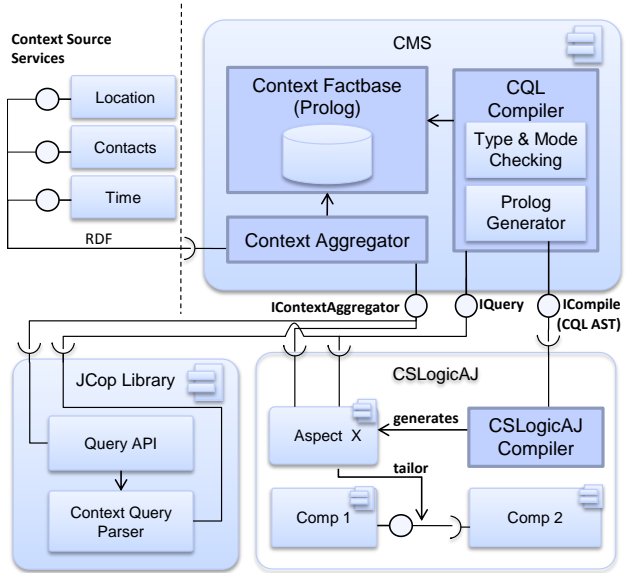 Context Source
Services
Location
Contacts
Time
RDF
CMS
Context Factbase
(Prolog)
CQL
Compiler
Type & Mode
Checking
Prolog
Generator
Context Aggregator
IContextAggregator
IQuery
ICompile
(CQL AST)
JCop Library
Query API
Context Query
Parser
CSLogicAJ
Aspect X
generates
CSLogicAJ
Compiler
tailor
Comp 1
Comp 2